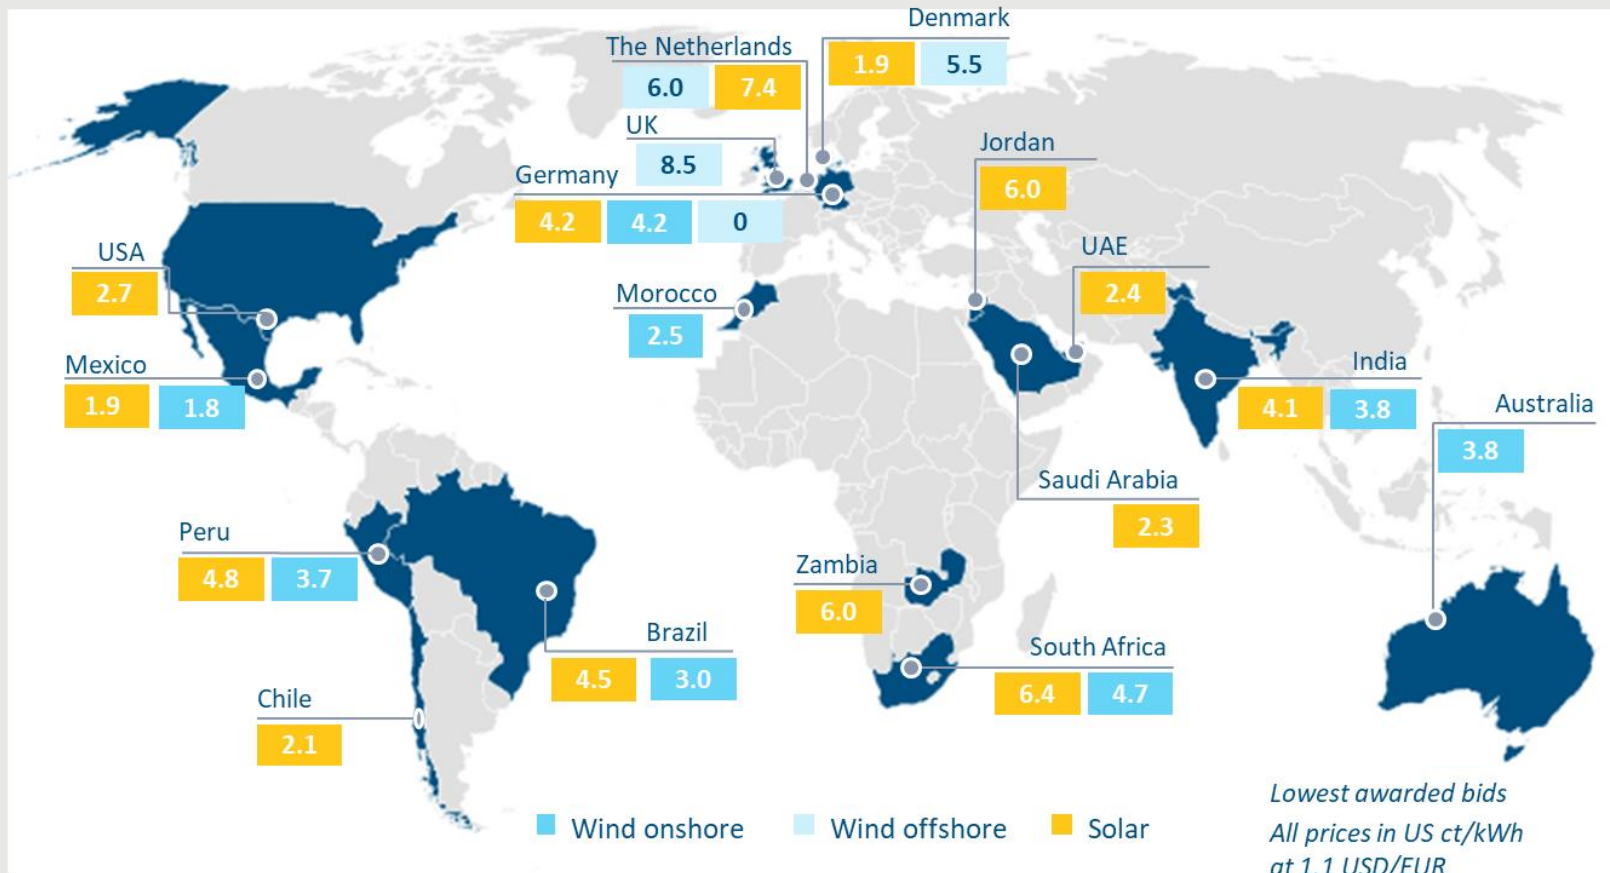 Denmark
1.9 5.5
The Netherlands
6.0 7.4
UK
8.5
Germany
4.2 4.2 0
Jordan
6.0
UAE
2.4
USA
2.7
Morocco
2.5
Mexico
1.9 1.8
India
4.1 3.8
Australia
3.8
Saudi Arabia
2.3
Peru
4.8 3.7
Zambia
6.0
Brazil
4.5 3.0
South Africa
6.4 4.7
Chile
2.1
Wind onshore Wind offshore Solar
Lowest awarded bids
All prices in US ct/kWh
at 1.1 USD/EUR